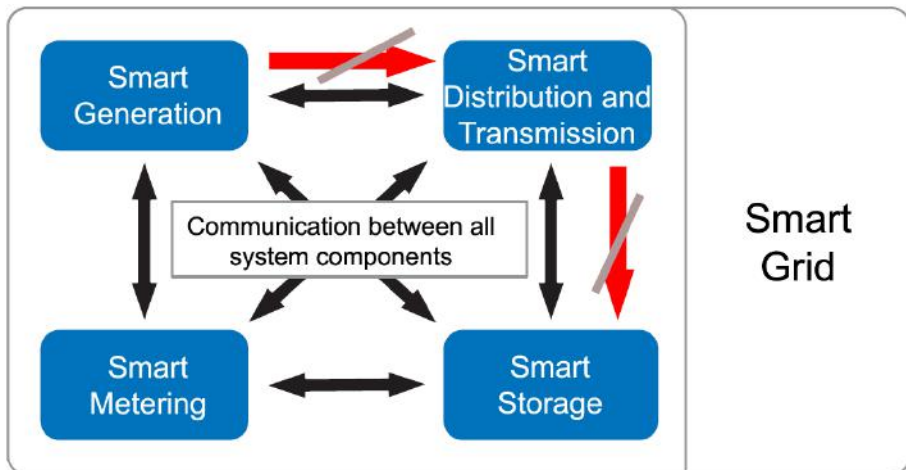 Smart
Generation
Smart
Distribution and
Transmission
Communication between all
system components
Smart
Grid
Smart
Metering
Smart
Storage